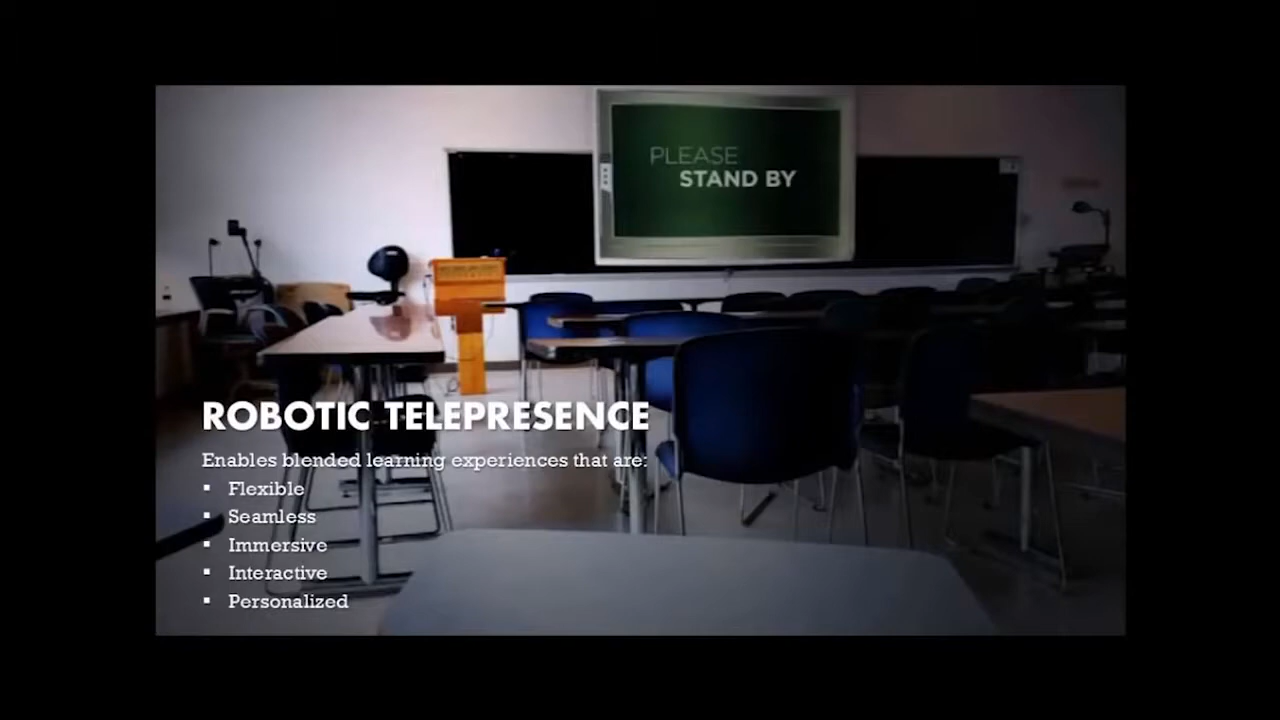 PLEASE
STAND BY
ROBOTIC TELEPRESENCE
Enables blended learning experiences that are:
▪ Flexible
▪ Seamless
▪ Immersive
▪ Interactive
▪ Personalized